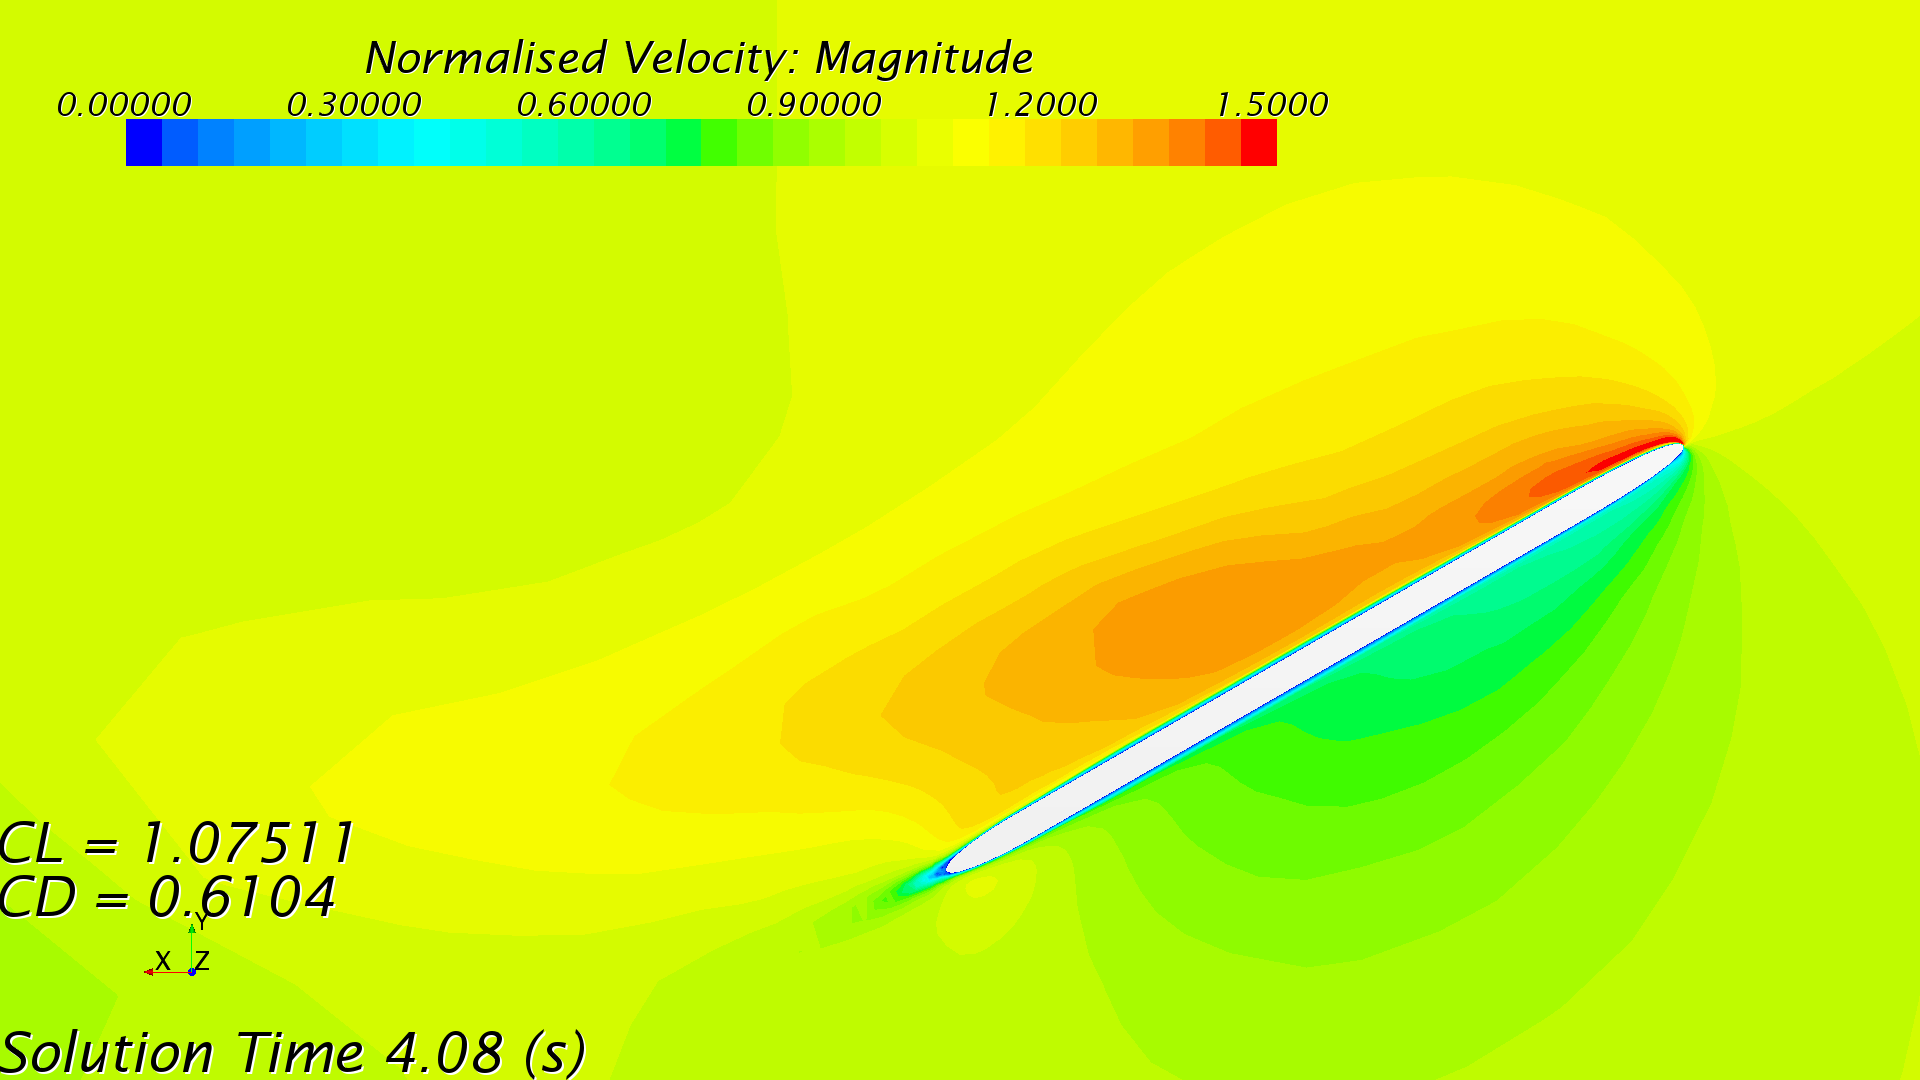 Normalised Velocity: Magnitude
0.00000 0.30000 0.60000 0.90000 1.2000 1.5000
CL = 1.07511
CD = 0.6104
Y
X Z
Solution Time 4.08 (s)